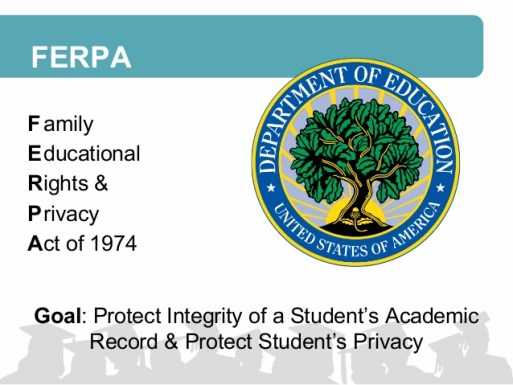 FERPA
Family
Educational
Rights &
Privacy
Act of 1974
DEPARTMENT OF EDUCATION
UNITED STATES OF AMERICA
Goal: Protect Integrity of a Student’s Academic
Record & Protect Student’s Privacy